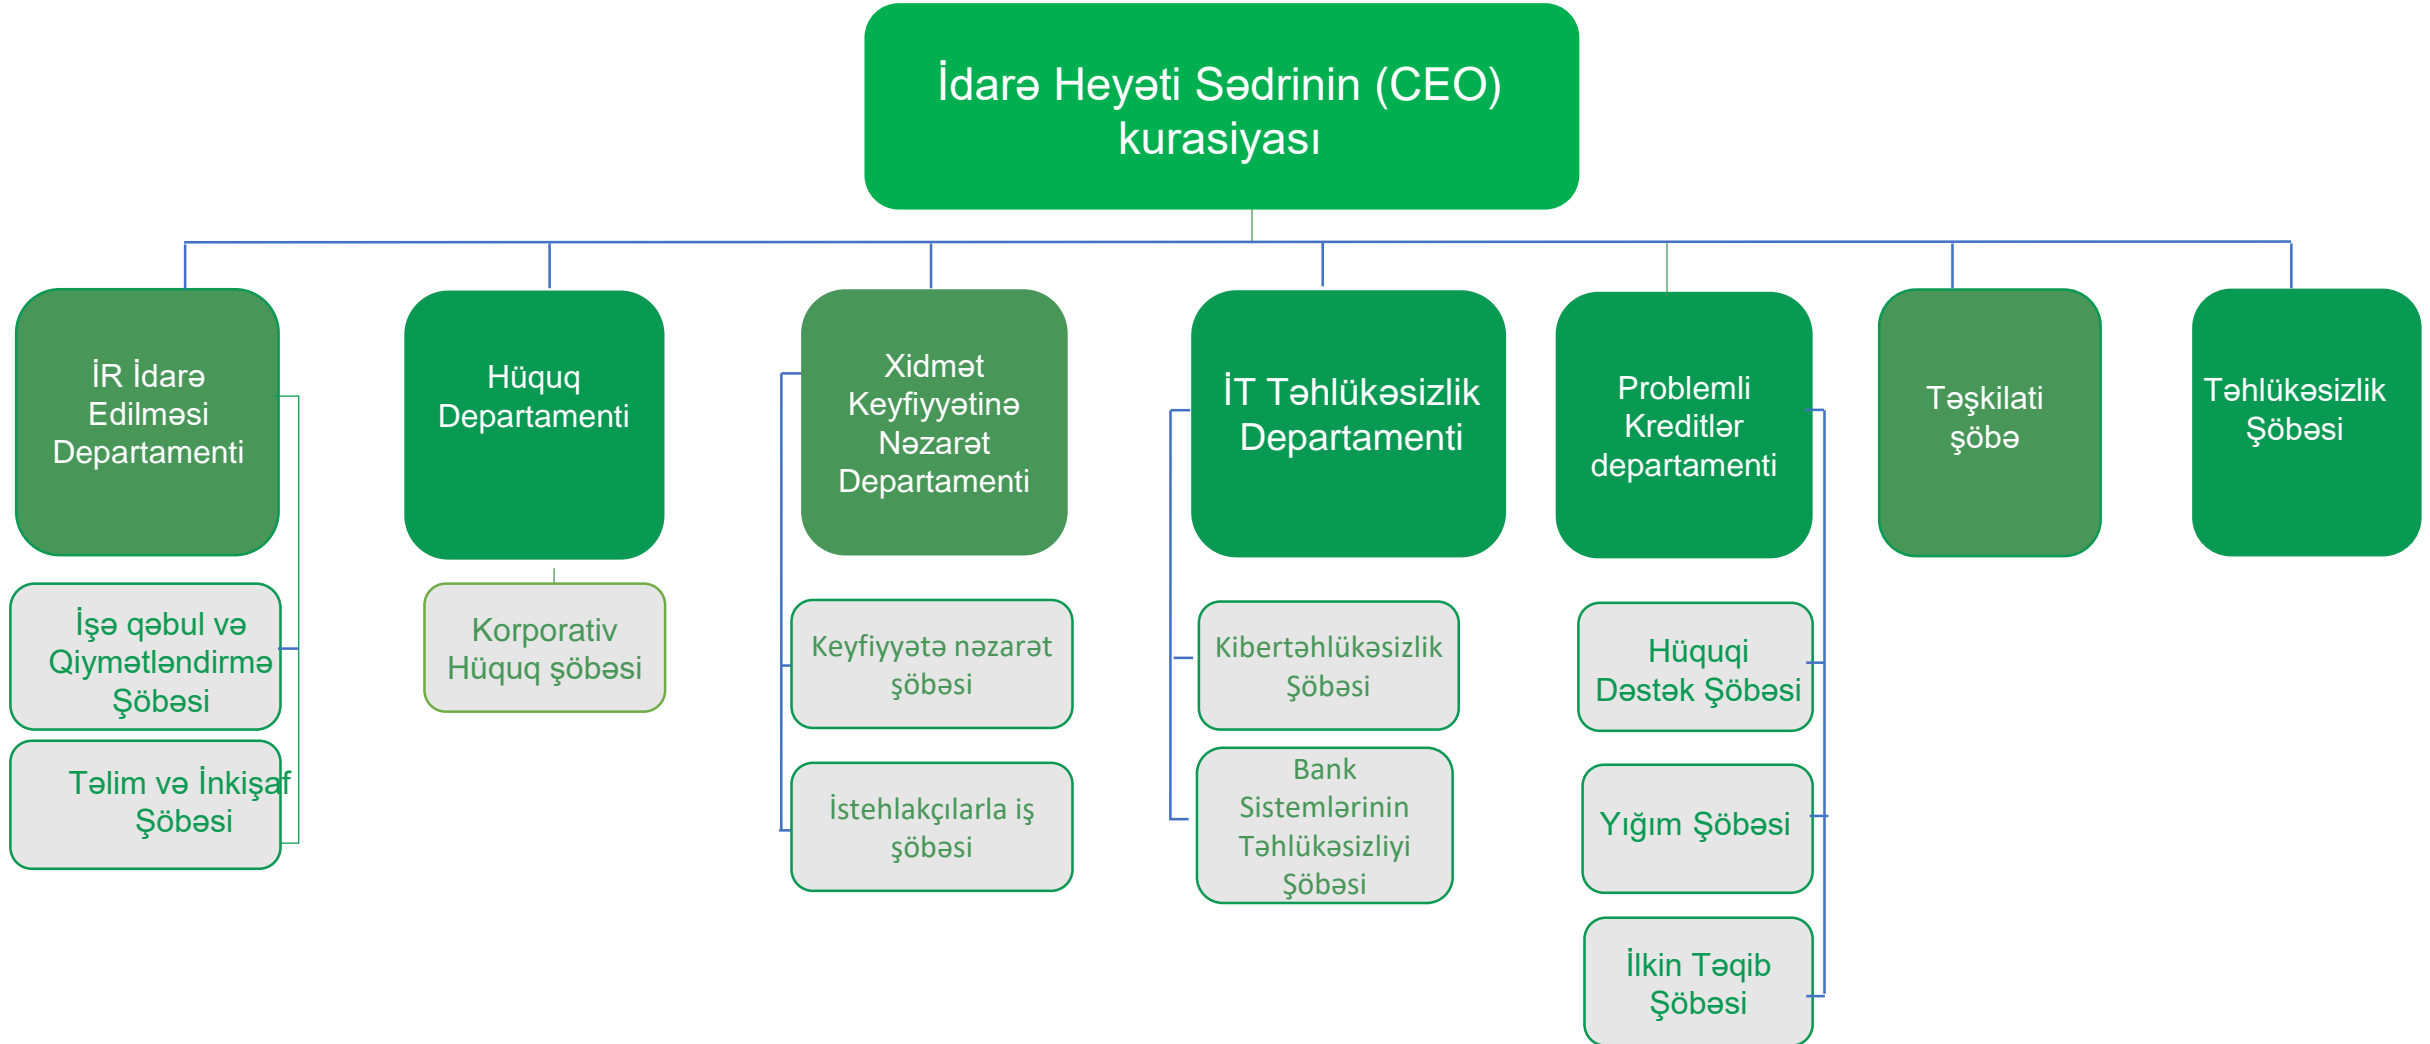 İdarə Heyəti Sədrinin (CEO)
kurasiyası
İR İdarə
Edilməsi
Departamenti
Hüquq
Departamenti
Xidmət
Keyfiyyətinə
Nəzarət
Departamenti
İT Təhlükəsizlik
Departamenti
Problemli
Kreditlər
departamenti
Təşkilati
şöbə
Təhlükəsizlik
Şöbəsi
İşə qəbul və
Qiymətləndirmə
Şöbəsi
Təlim və İnkişaf
Şöbəsi
Korporativ
Hüquq şöbəsi
Keyfiyyətə nəzarət
şöbəsi
İstehlakçılarla iş
şöbəsi
Kibertəhlükəsizlik
Şöbəsi
Bank
Sistemlərinin
Təhlükəsizliyi
Şöbəsi
Hüquqi
Dəstək Şöbəsi
Yığım Şöbəsi
İlkin Təqib
Şöbəsi